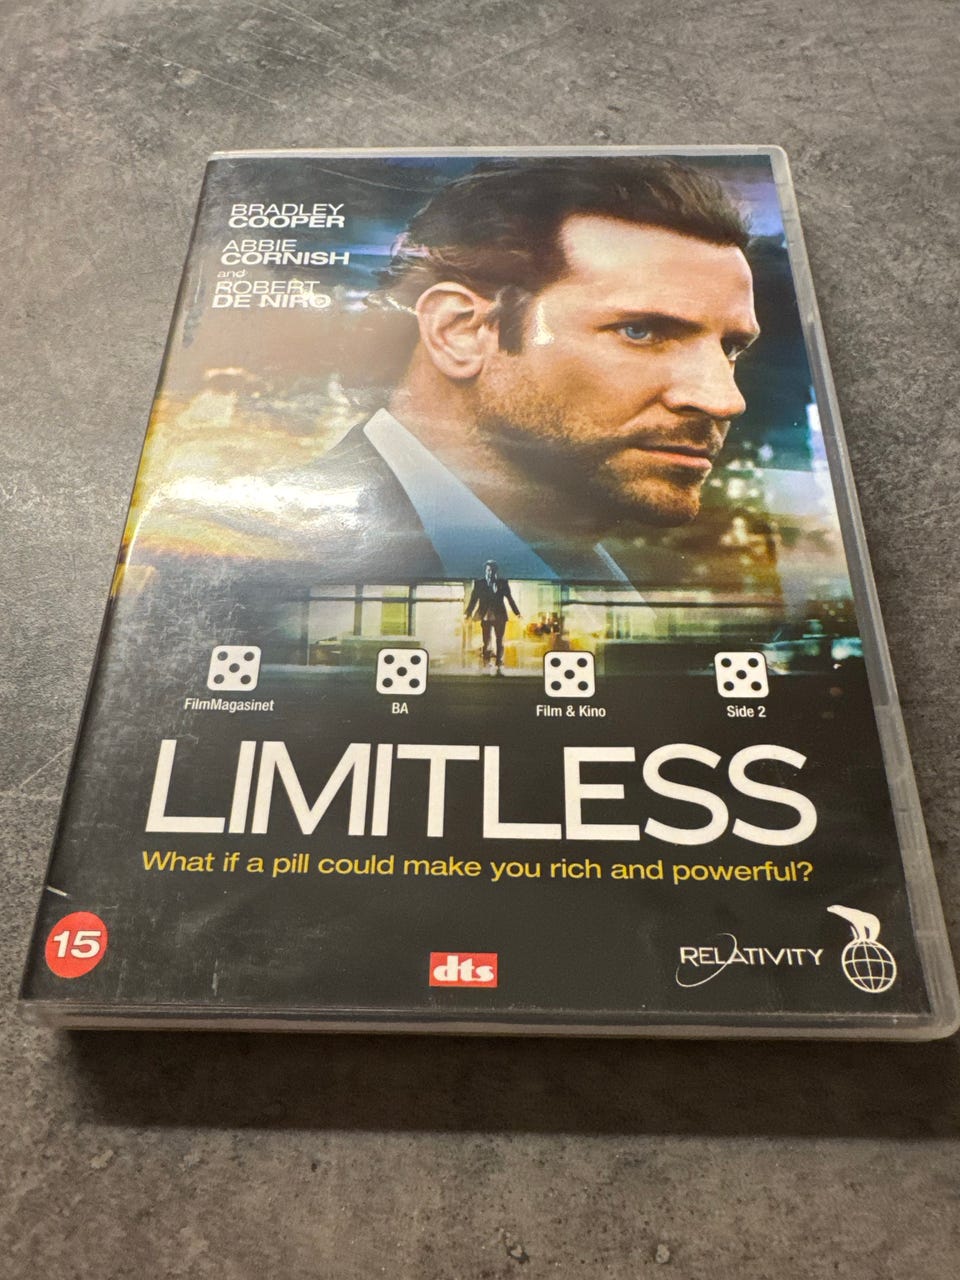 BRADLEY
COOPER
ABBIE
CORNISH
and
ROBERT
DE NIRO
FilmMagasinet
BA
Film & Kino
Side 2
LIMITLESS
What if a pill could make you rich and powerful?
15
dts
RELATIVITY